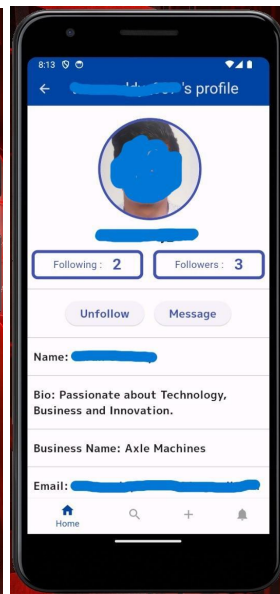 8:13
's profile
Following : 2
Followers : 3
Unfollow
Message
Name:
Bio: Passionate about Technology,
Business and Innovation.
Business Name: Axle Machines
Email:
Home